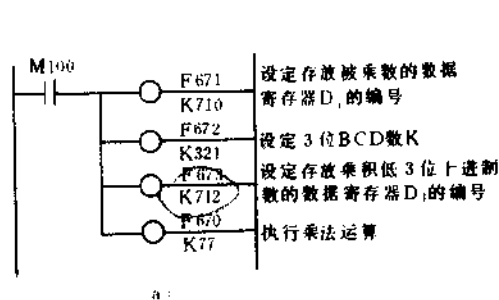 M100
F671
K710
设定存放被乘数的数据
寄存器D₁的编号
F672
K321
设定3位BCD数K
F673
K712
设定存放乘积低3位十进制
数的数据寄存器D₁的编号
F670
K77
执行乘法运算
a